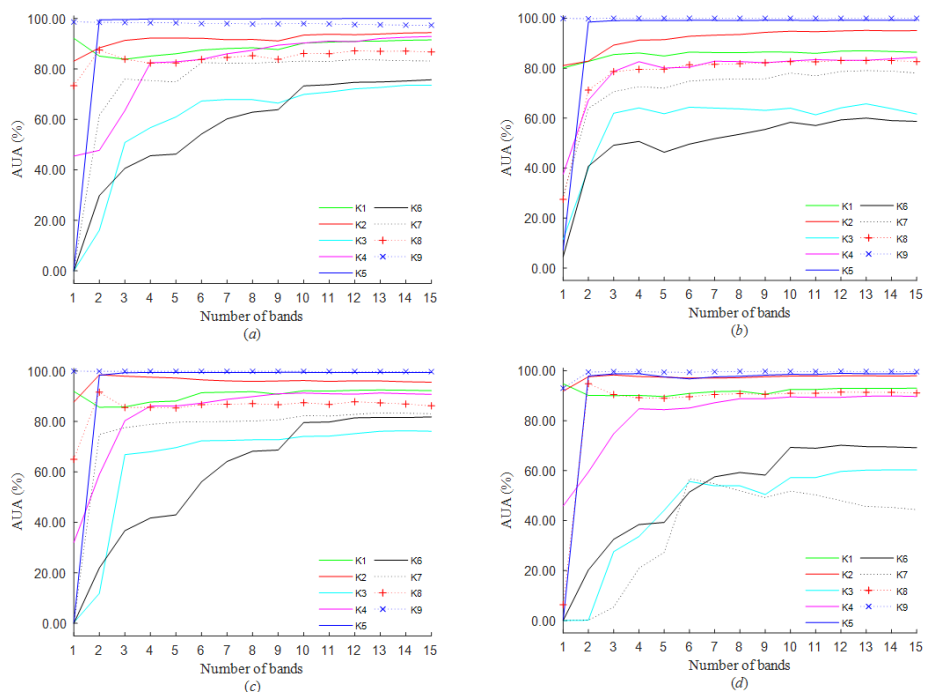 AUA (%)
100.00
80.00
60.00
40.00
20.00
0.00
K1 K6
K2 K7
K3 K8
K4 K9
K5
1 2 3 4 5 6 7 8 9 10 11 12 13 14 15
Number of bands
(a)
AUA (%)
100.00
80.00
60.00
40.00
20.00
0.00
K1 K6
K2 K7
K3 K8
K4 K9
K5
1 2 3 4 5 6 7 8 9 10 11 12 13 14 15
Number of bands
(b)
AUA (%)
100.00
80.00
60.00
40.00
20.00
0.00
K1 K6
K2 K7
K3 K8
K4 K9
K5
1 2 3 4 5 6 7 8 9 10 11 12 13 14 15
Number of bands
(c)
AUA (%)
100.00
80.00
60.00
40.00
20.00
0.00
K1 K6
K2 K7
K3 K8
K4 K9
K5
1 2 3 4 5 6 7 8 9 10 11 12 13 14 15
Number of bands
(d)